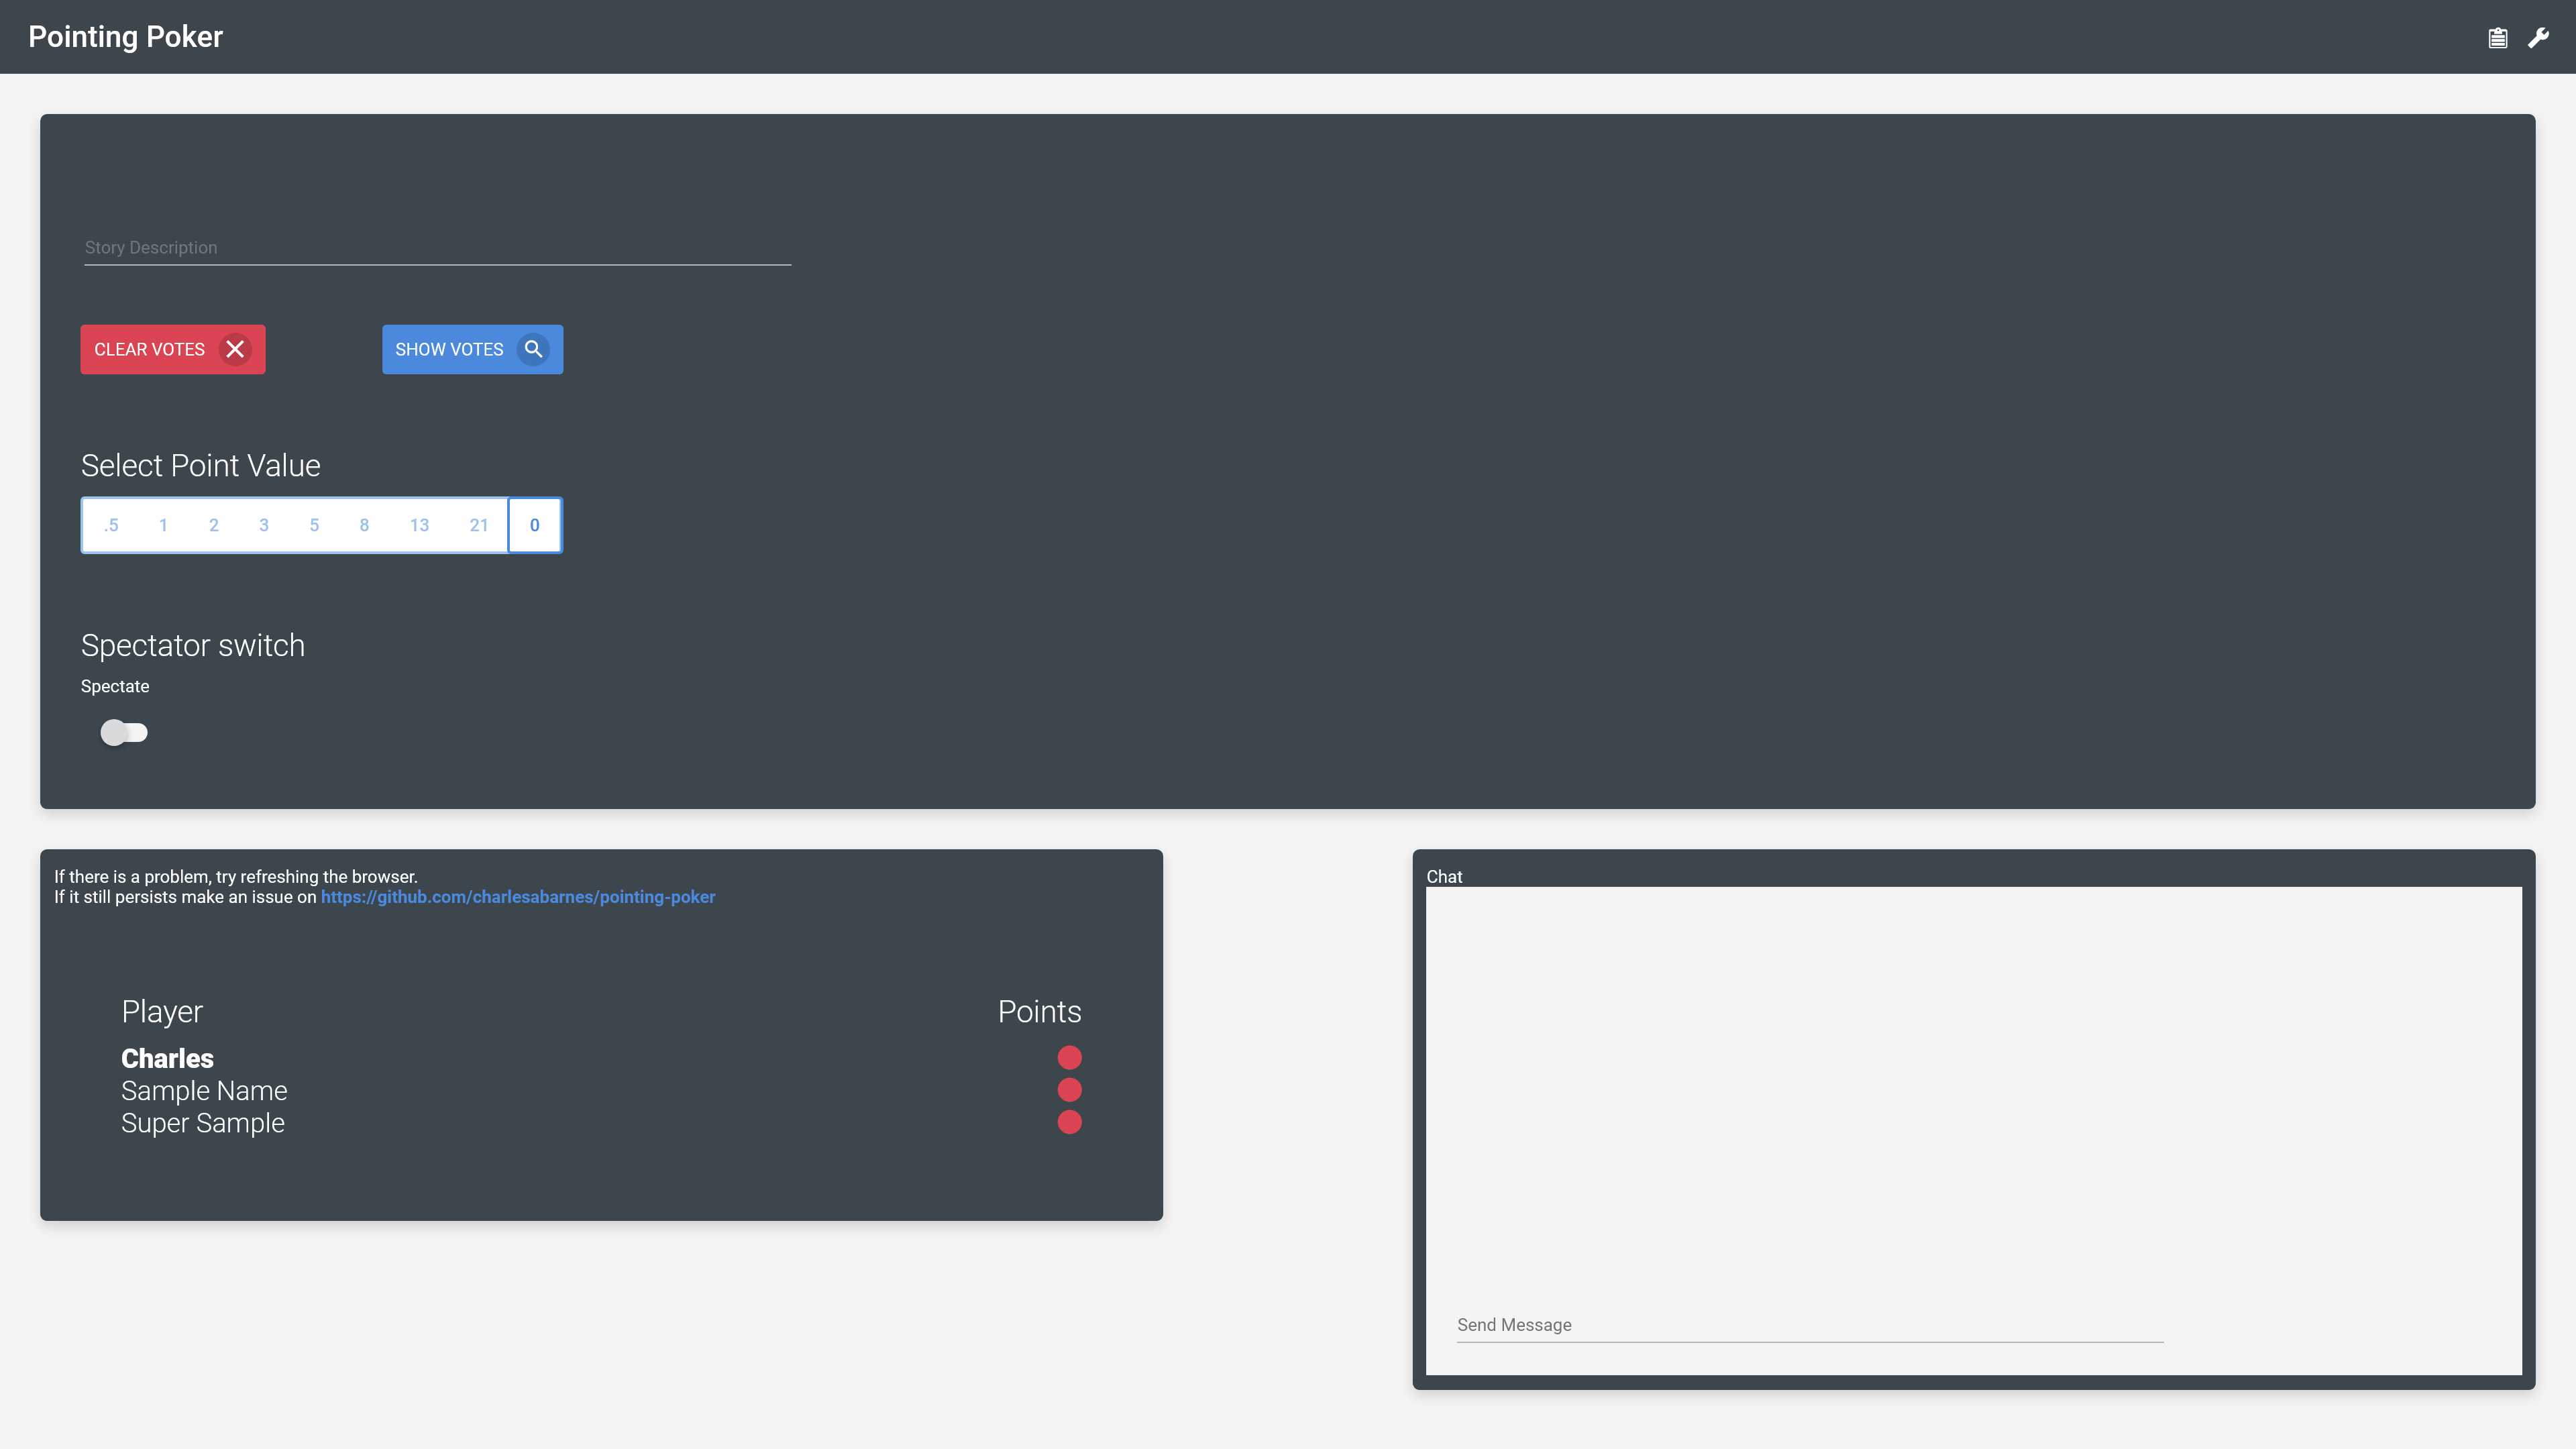 Pointing Poker
Story Description
CLEAR VOTES
SHOW VOTES
Select Point Value
.5 1 2 3 5 8 13 21 0
Spectator switch
Spectate
If there is a problem, try refreshing the browser.
If it still persists make an issue on https://github.com/charlesabarnes/pointing-poker
Player Points
Charles
Sample Name
Super Sample
Chat
Send Message